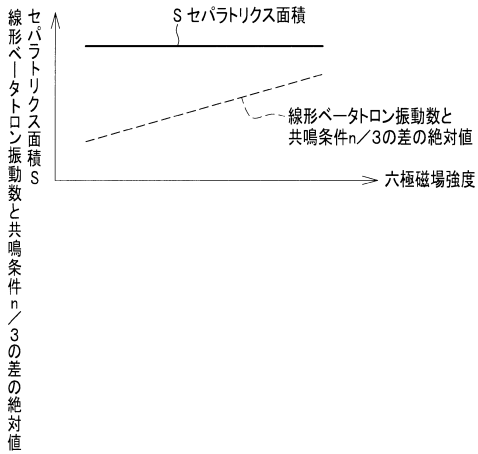 セパラトリクス面積S
線形ベータトロン振動数と共鳴条件n／3の差の絶対値
Sセパラトリクス面積
線形ベータトロン振動数と
共鳴条件n／3の差の絶対値
六極磁場強度